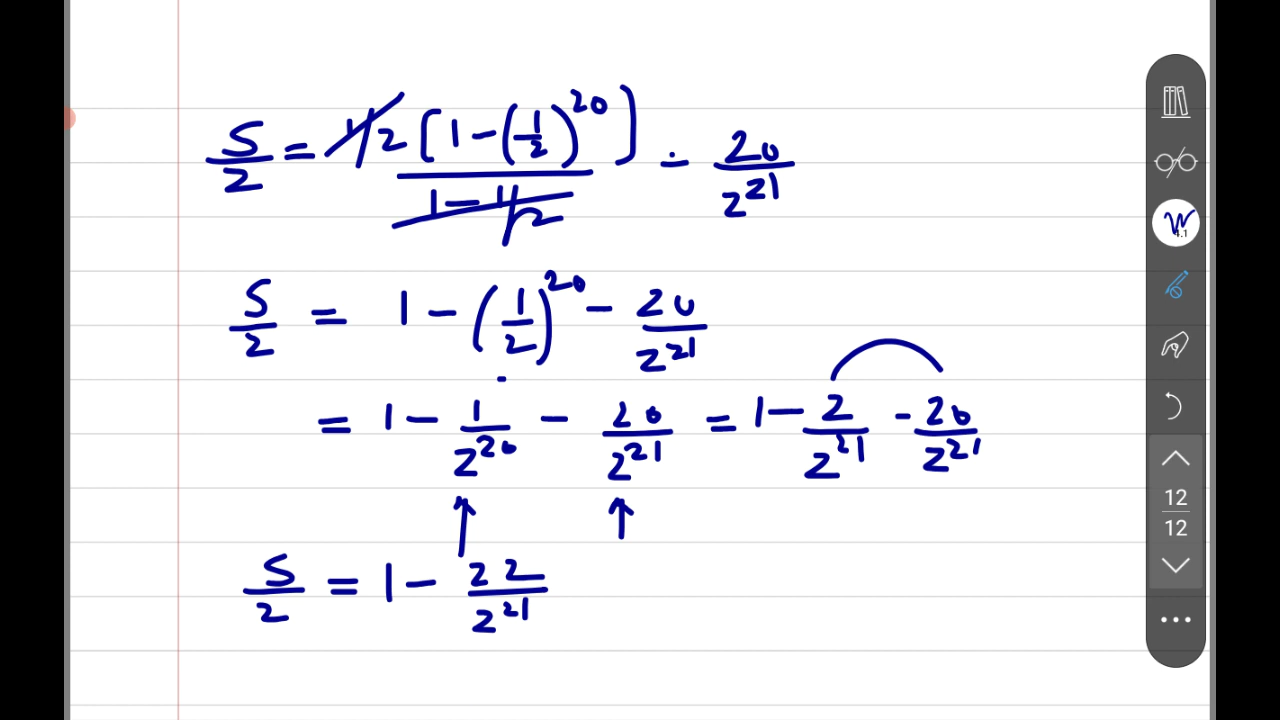 S/2 = 1/2 [1 - (1/2)^20] / 1 - 1/2 - 20/2^21
S/2 = 1 - (1/2)^20 - 20/2^21
= 1 - 1/2^20 - 20/2^21 = 1 - 2/2^21 - 20/2^21
S/2 = 1 - 22/2^21
4.1
12
12